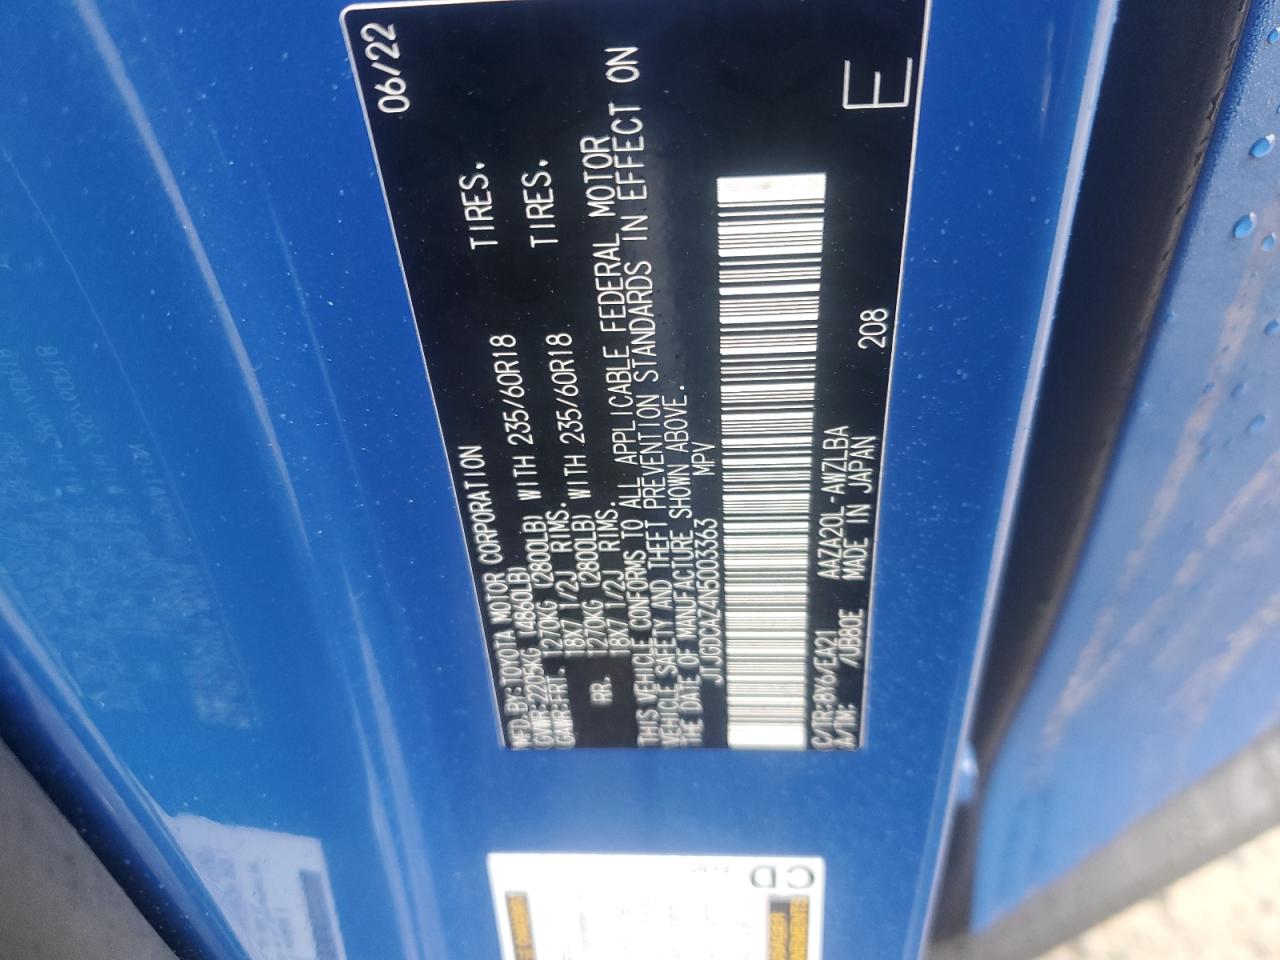 06/22
MFD. BY: TOYOTA MOTOR CORPORATION
GVWR: 2205KG (4860LB)
GAWR: FRT. 1270KG (2800LB) WITH 235/60R18 TIRES.
18X7 1/2J RIMS.
RR. 1270KG (2800LB) WITH 235/60R18 TIRES.
18X7 1/2J RIMS.
THIS VEHICLE CONFORMS TO ALL APPLICABLE FEDERAL MOTOR
VEHICLE SAFETY AND THEFT PREVENTION STANDARDS IN EFFECT ON
THE DATE OF MANUFACTURE SHOWN ABOVE.
JTJGDCAZ4N5003363 MPV
C/TR: 8Y6/EA21 AAZA20L-AWZLBA
A/TM: /UB80E MADE IN JAPAN 208
E
CD